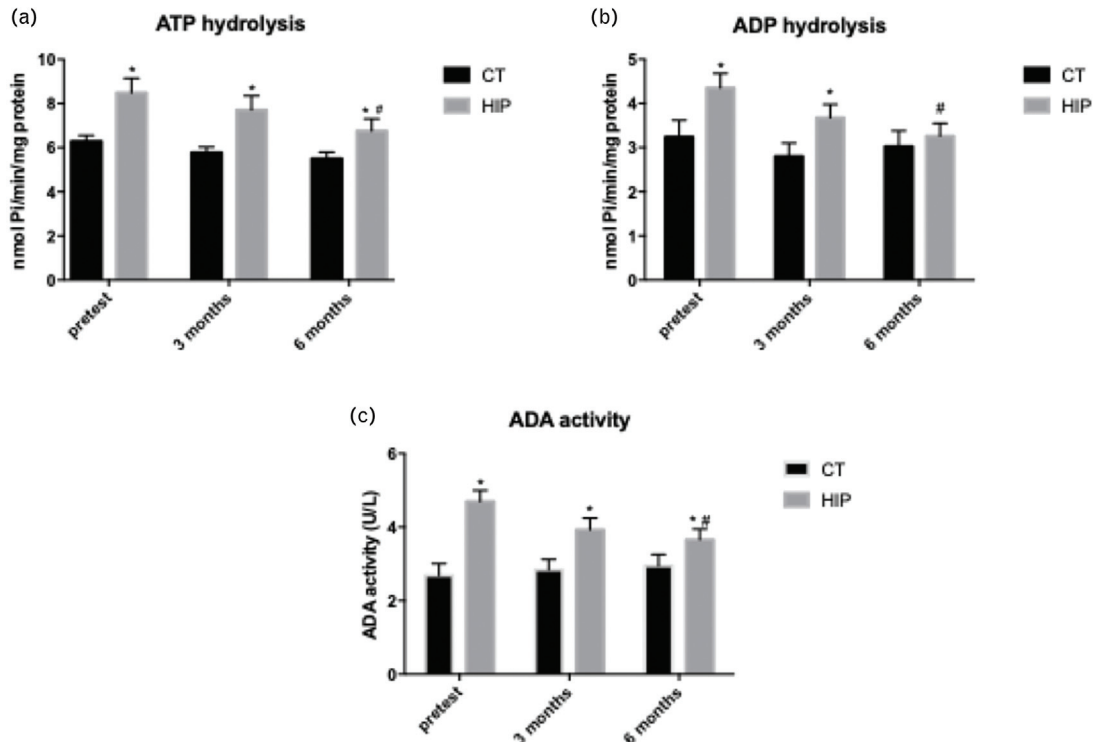 (a)
ATP hydrolysis
nmol Pi/min/mg protein
10
8
6
4
2
0
*
*
* #
CT
HIP
pretest
3 months
6 months
(b)
ADP hydrolysis
nmol Pi/min/mg protein
5
4
3
2
1
0
*
*
#
CT
HIP
pretest
3 months
6 months
(c)
ADA activity
ADA activity (U/L)
6
4
2
0
*
*
* #
CT
HIP
pretest
3 months
6 months